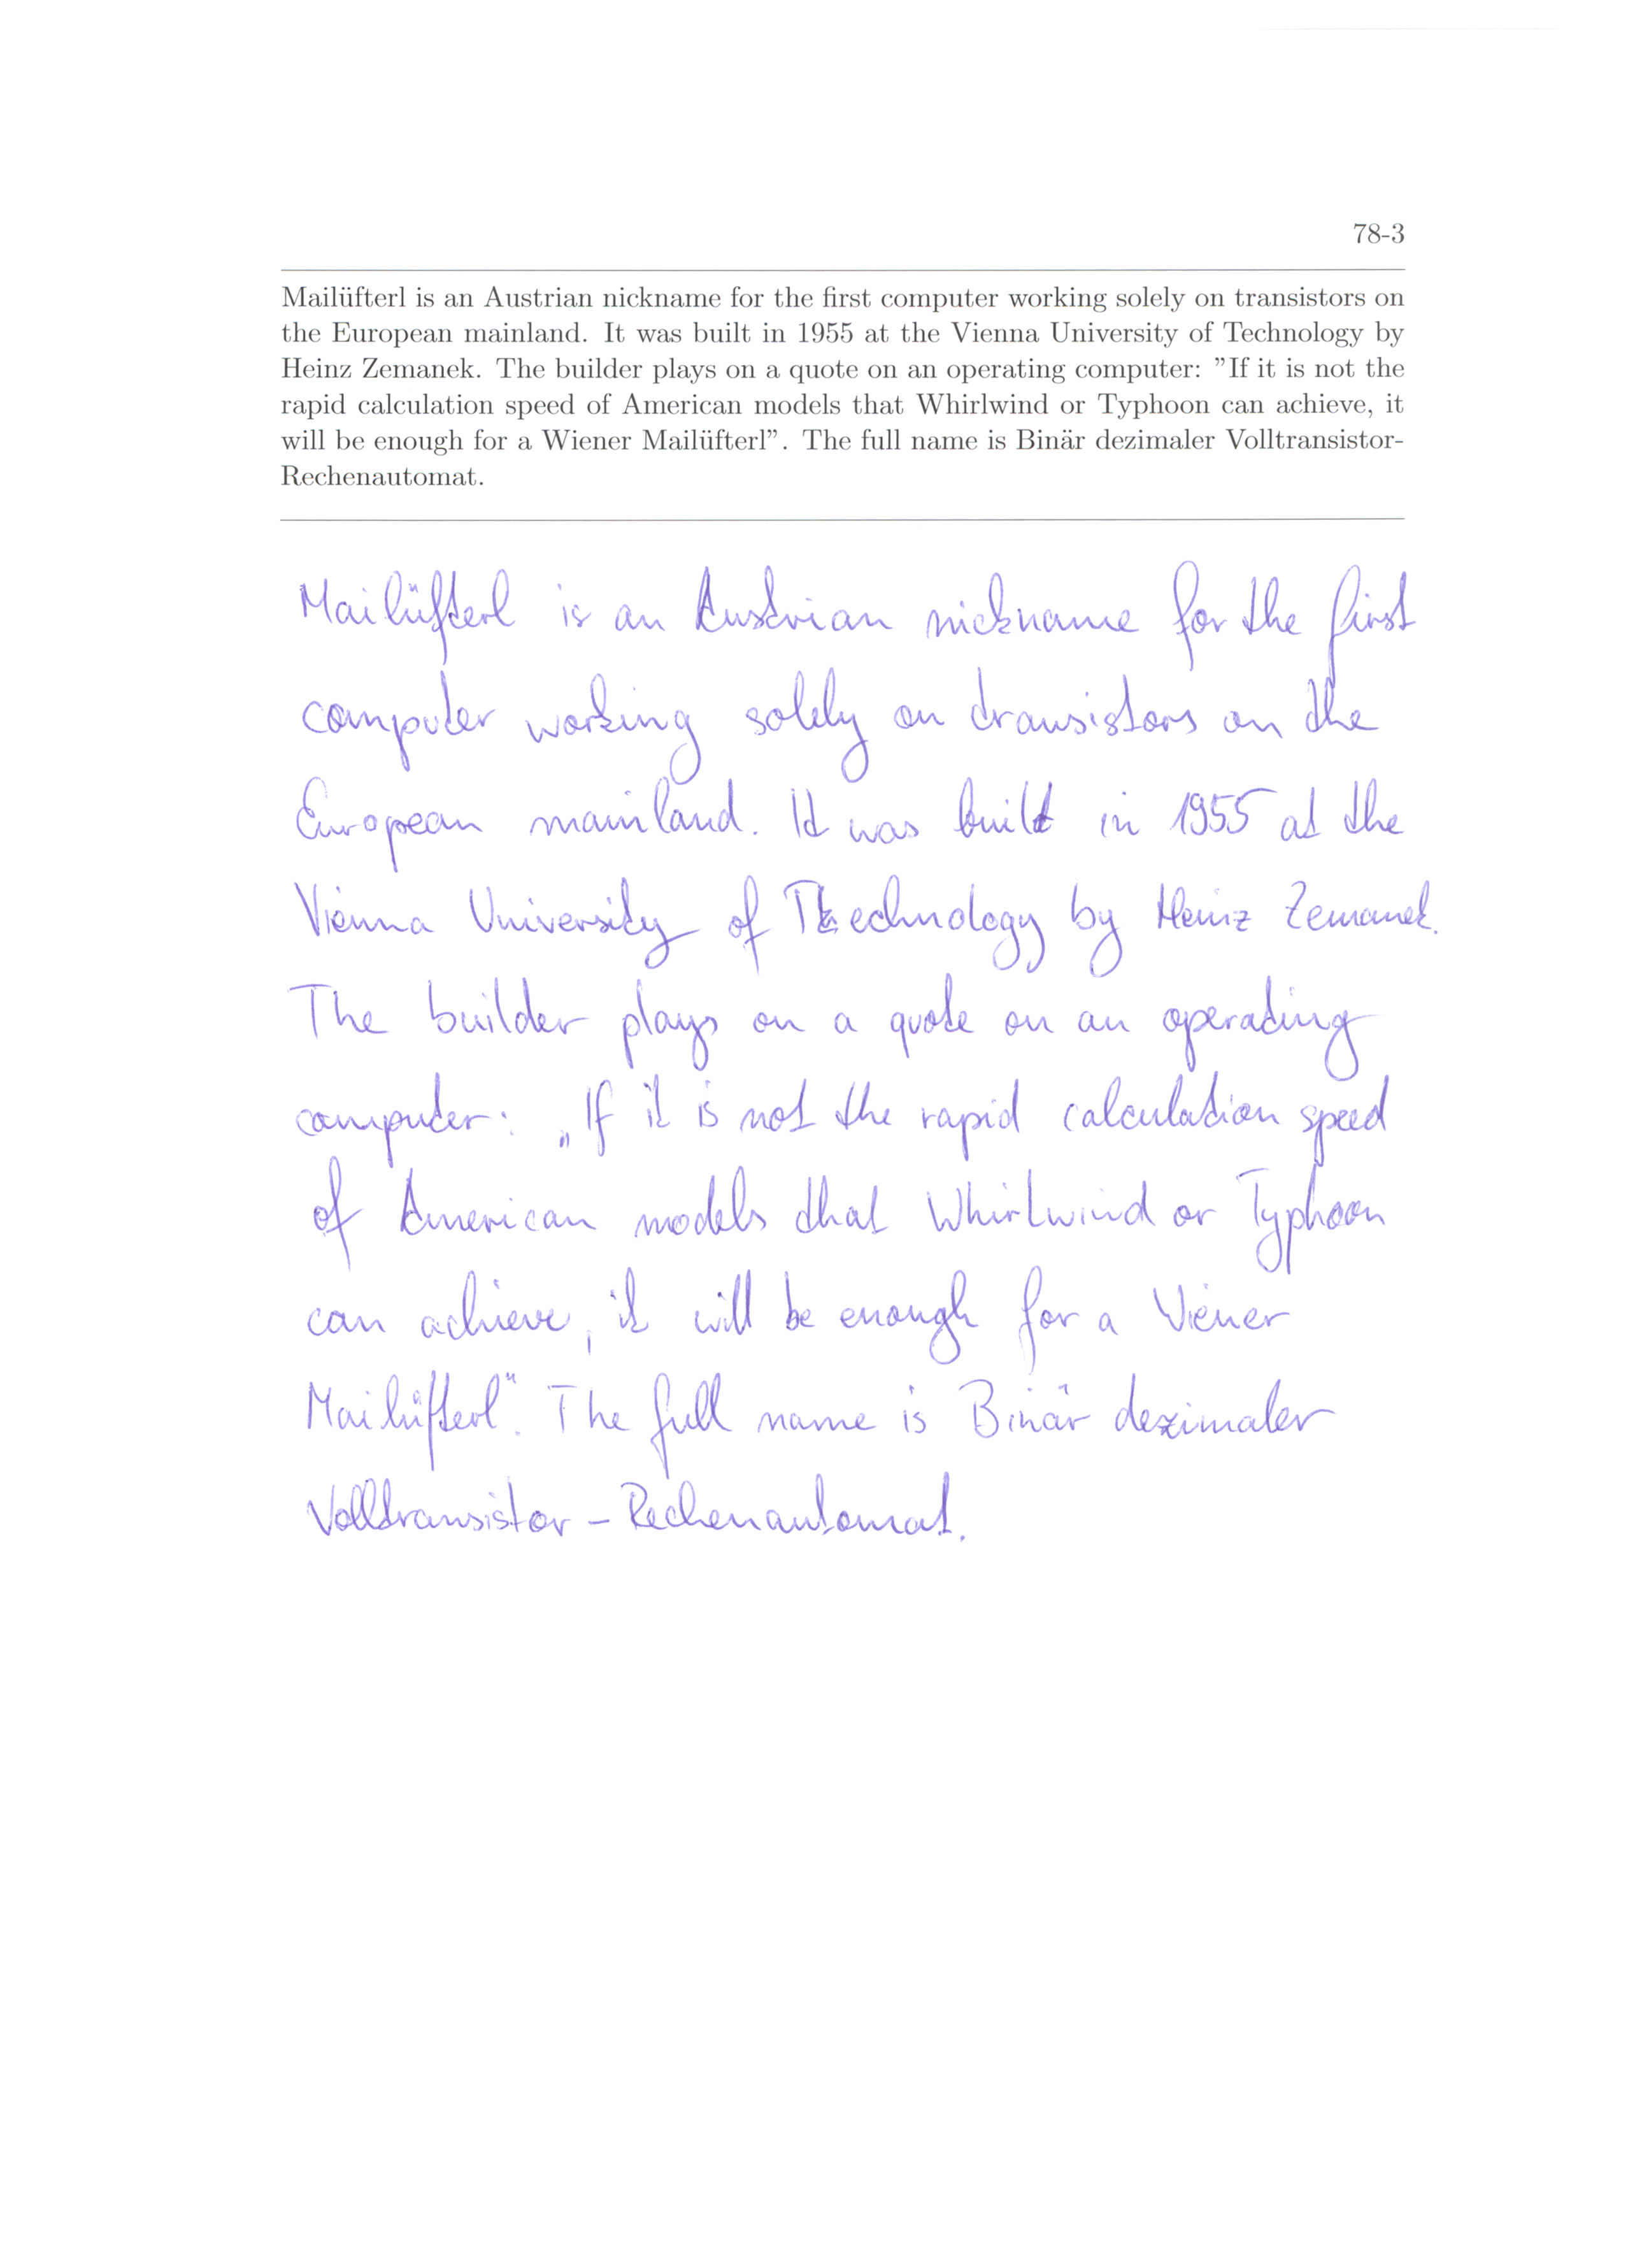 78-3
Mailüfterl is an Austrian nickname for the first computer working solely on transistors on
the European mainland. It was built in 1955 at the Vienna University of Technology by
Heinz Zemanek. The builder plays on a quote on an operating computer: ”If it is not the
rapid calculation speed of American models that Whirlwind or Typhoon can achieve, it
will be enough for a Wiener Mailüfterl”. The full name is Binär dezimaler Volltransistor-
Rechenautomat.
Mailüfterl is an Austrian nickname for the first
computer working solely on transistors on the
European mainland. It was built in 1955 at the
Vienna University of Technology by Heinz Zemanek.
The builder plays on a quote on an operating
computer: „If it is not the rapid calculation speed
of American models that Whirlwind or Typhoon
can achieve, it will be enough for a Wiener
Mailüfterl“. The full name is Binär dezimaler
Volltransistor - Rechenautomat.